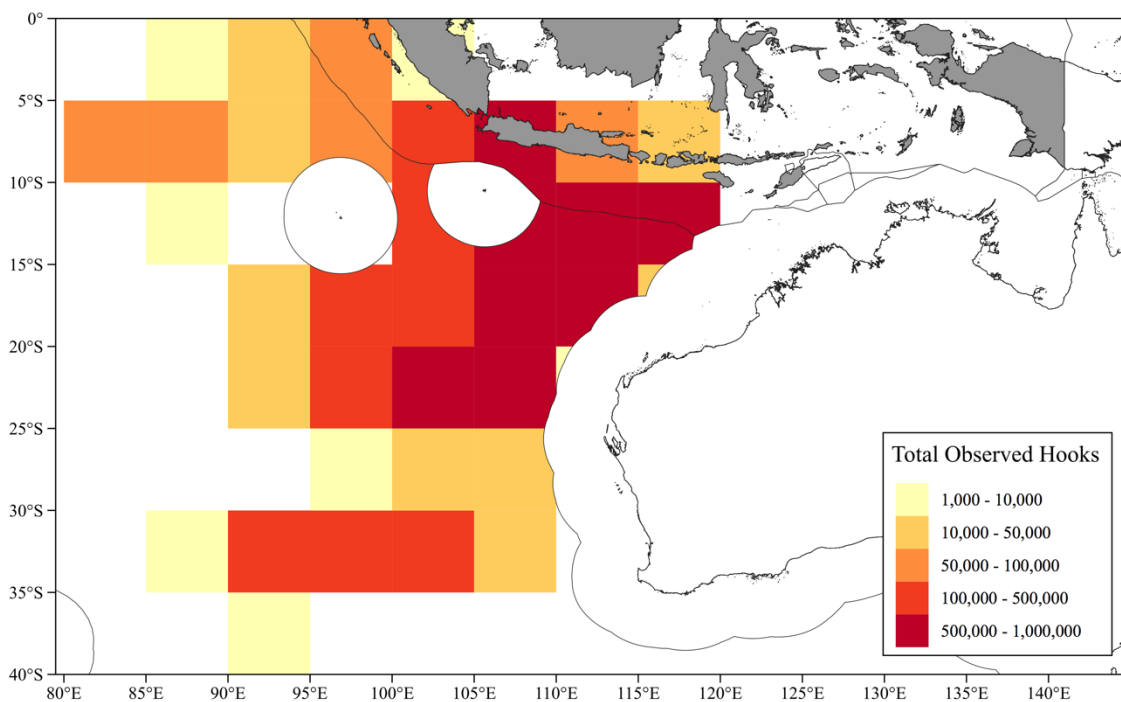 0°
5°S
10°S
15°S
20°S
25°S
30°S
35°S
40°S
Total Observed Hooks
1,000 - 10,000
10,000 - 50,000
50,000 - 100,000
100,000 - 500,000
500,000 - 1,000,000
80°E 85°E 90°E 95°E 100°E 105°E 110°E 115°E 120°E 125°E 130°E 135°E 140°E